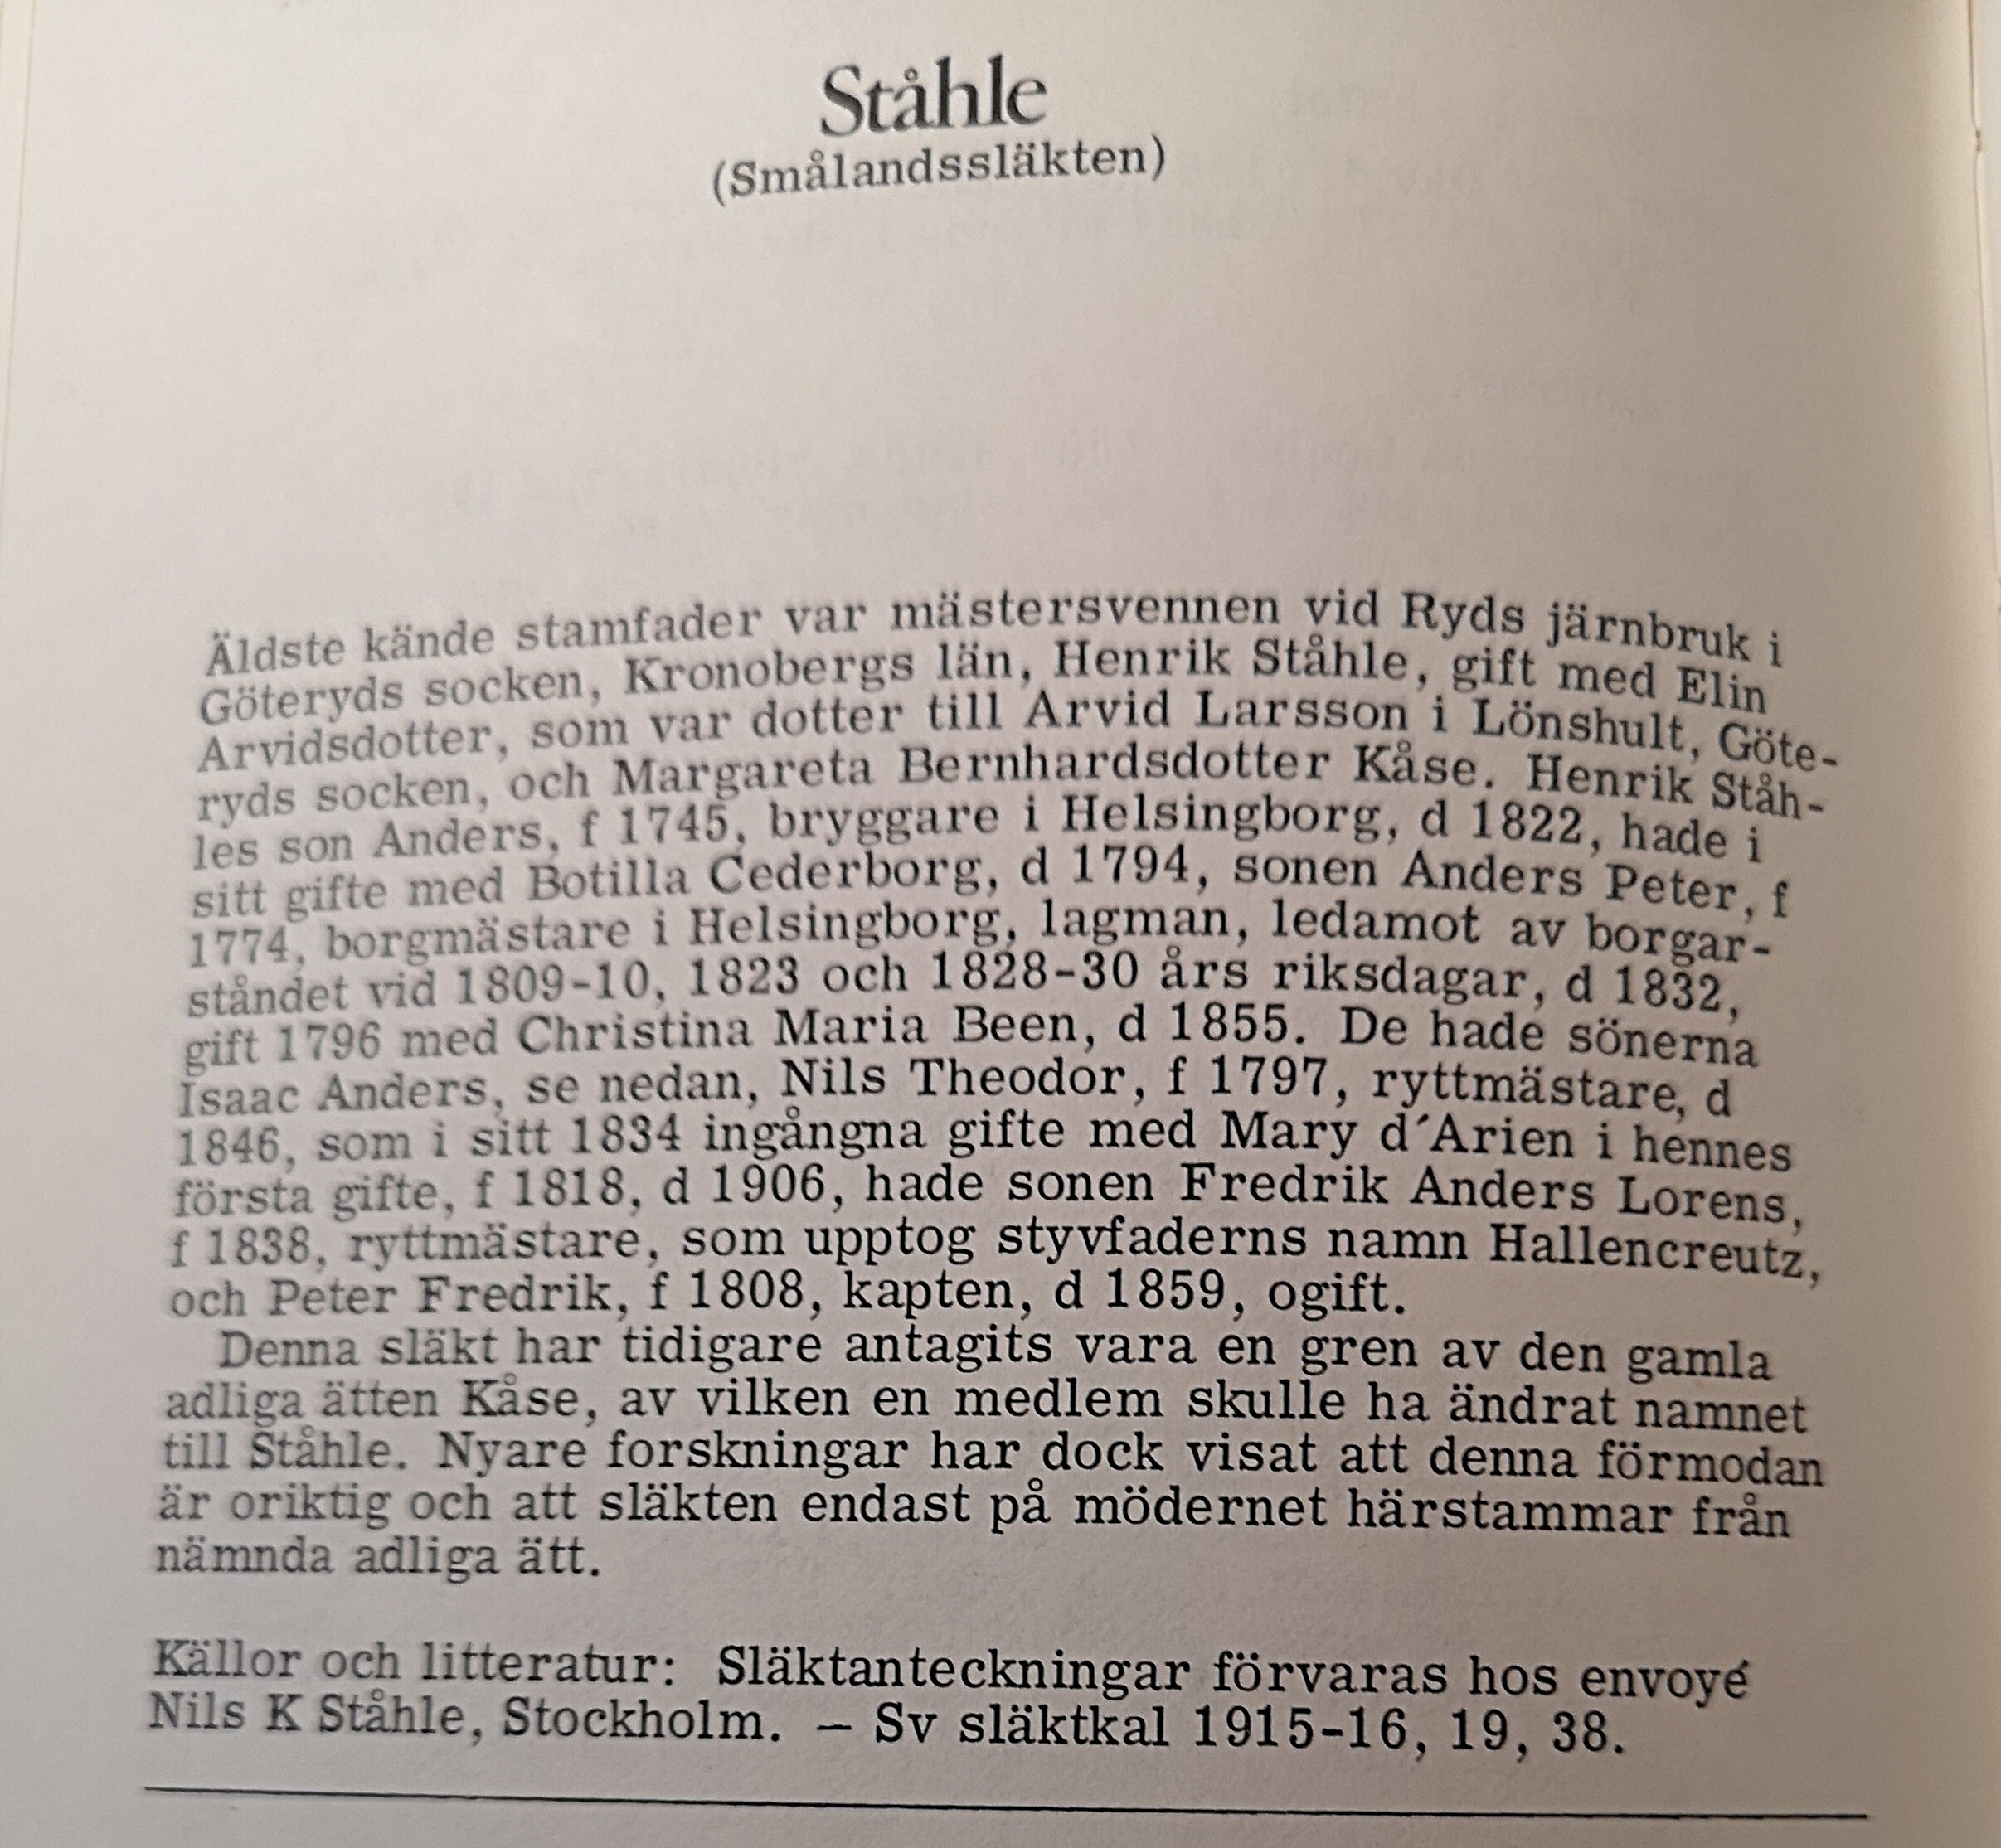 Ståhle
(Smålandssläkten)
Äldste kände stamfader var mästersvennen vid Ryds järnbruk i
Göteryds socken, Kronobergs län, Henrik Ståhle, gift med Elin
Arvidsdotter, som var dotter till Arvid Larsson i Lönshult, Göte-
ryds socken, och Margareta Bernhardsdotter Kåse. Henrik Ståh-
les son Anders, f 1745, bryggare i Helsingborg, d 1822, hade i
sitt gifte med Botilla Cederborg, d 1794, sonen Anders Peter, f
1774, borgmästare i Helsingborg, lagman, ledamot av borgar-
ståndet vid 1809-10, 1823 och 1828-30 års riksdagar, d 1832,
gift 1796 med Christina Maria Been, d 1855. De hade sönerna
Isaac Anders, se nedan, Nils Theodor, f 1797, ryttmästare, d
1846, som i sitt 1834 ingångna gifte med Mary d´Arien i hennes
första gifte, f 1818, d 1906, hade sonen Fredrik Anders Lorens,
f 1838, ryttmästare, som upptog styvfaderns namn Hallencreutz,
och Peter Fredrik, f 1808, kapten, d 1859, ogift.
Denna släkt har tidigare antagits vara en gren av den gamla
adliga ätten Kåse, av vilken en medlem skulle ha ändrat namnet
till Ståhle. Nyare forskningar har dock visat att denna förmodan
är oriktig och att släkten endast på mödernet härstammar från
nämnda adliga ätt.
Källor och litteratur: Släktanteckningar förvaras hos envoyé
Nils K Ståhle, Stockholm. – Sv släktkal 1915-16, 19, 38.